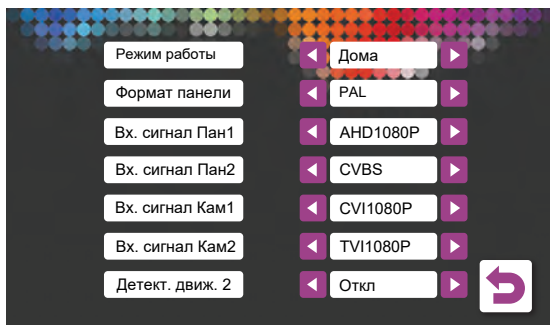 Режим работы Дома
Формат панели PAL
Вх. сигнал Пан1 AHD1080P
Вх. сигнал Пан2 CVBS
Вх. сигнал Кам1 CVI1080P
Вх. сигнал Кам2 TVI1080P
Детект. движ. 2 Откл